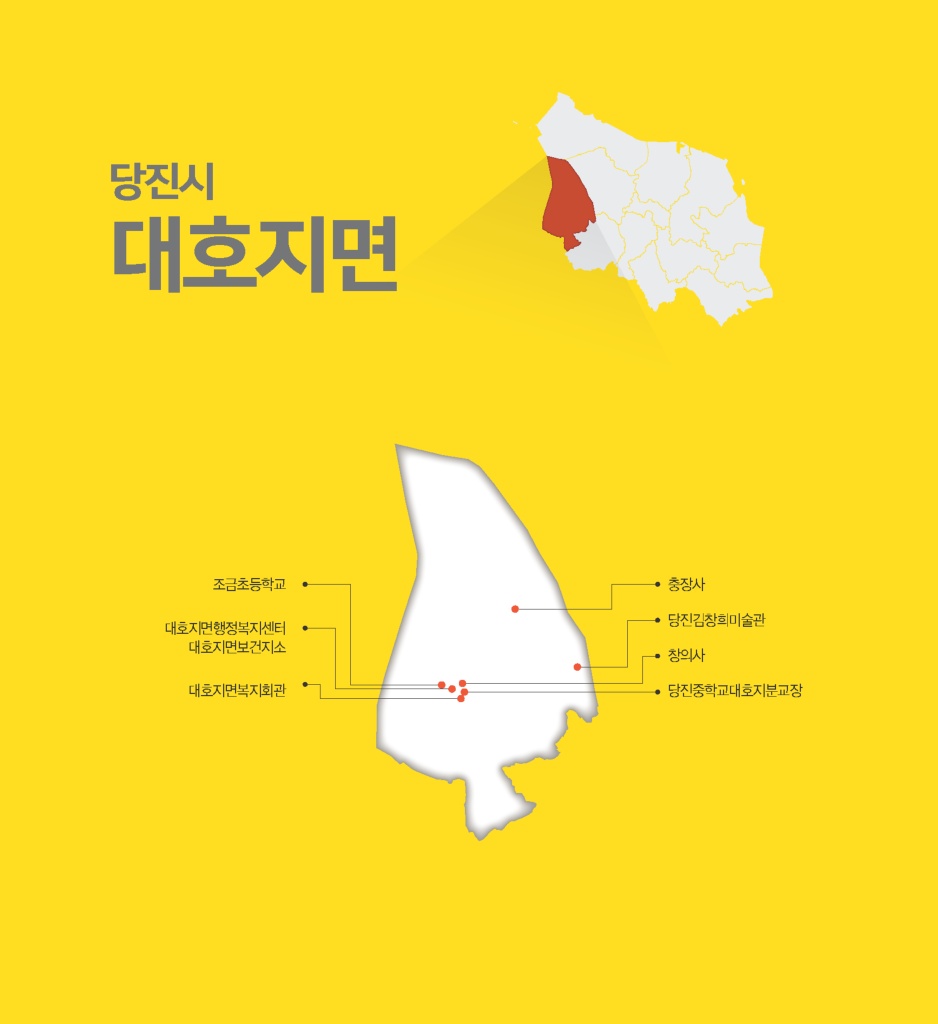 당진시
대호지면
조금초등학교
대호지면행정복지센터
대호지면보건지소
대호지면복지회관
충장사
당진김창희미술관
창의사
당진중학교대호지분교장